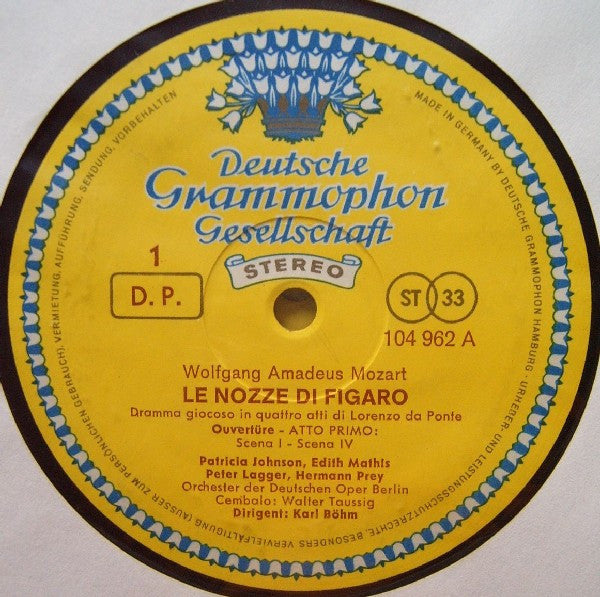 Deutsche
Grammophon
Gesellschaft
STEREO
1
D. P.
ST 33
104 962 A
Wolfgang Amadeus Mozart
LE NOZZE DI FIGARO
Dramma giocoso in quattro atti di Lorenzo da Ponte
Ouvertüre - ATTO PRIMO:
Scena I - Scena IV
Patricia Johnson, Edith Mathis
Peter Lagger, Hermann Prey
Orchester der Deutschen Oper Berlin
Cembalo: Walter Taussig
Dirigent: Karl Böhm
MADE IN GERMANY BY DEUTSCHE GRAMMOPHON HAMBURG · URHEBER- UND LEISTUNGSSCHUTZRECHTE, BESONDERS VERVIELFÄLTIGUNG (AUSSER ZUM PERSÖNLICHEN GEBRAUCH), VERMIETUNG, AUFFÜHRUNG, SENDUNG, VORBEHALTEN